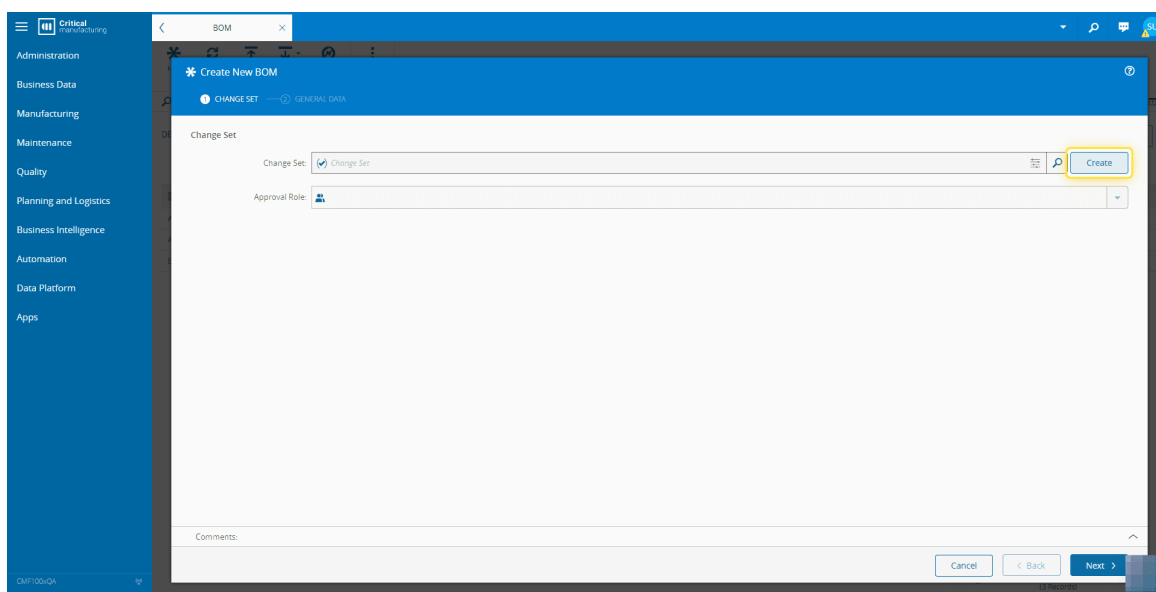 Critical
manufacturing
BOM
Administration
Business Data
Manufacturing
Maintenance
Quality
Planning and Logistics
Business Intelligence
Automation
Data Platform
Apps
CMF100xQA
Create New BOM
1 CHANGE SET 2 GENERAL DATA
Change Set
Change Set: Change Set Create
Approval Role:
Comments:
Cancel < Back Next >